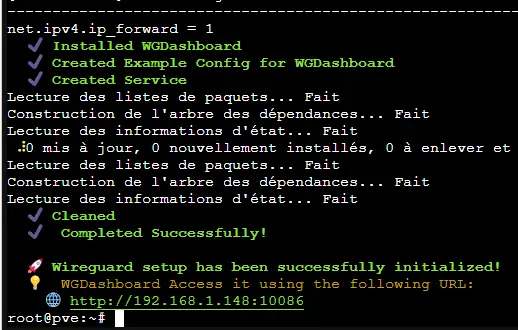 net.ipv4.ip_forward = 1
✔ Installed WGDashboard
✔ Created Example Config for WGDashboard
✔ Created Service
Lecture des listes de paquets... Fait
Construction de l'arbre des dépendances... Fait
Lecture des informations d'état... Fait
0 mis à jour, 0 nouvellement installés, 0 à enlever et
Lecture des listes de paquets... Fait
Construction de l'arbre des dépendances... Fait
Lecture des informations d'état... Fait
✔ Cleaned
✔ Completed Successfully!
🚀 Wireguard setup has been successfully initialized!
💡 WGDashboard Access it using the following URL:
🌐 http://192.168.1.148:10086
root@pve:~#